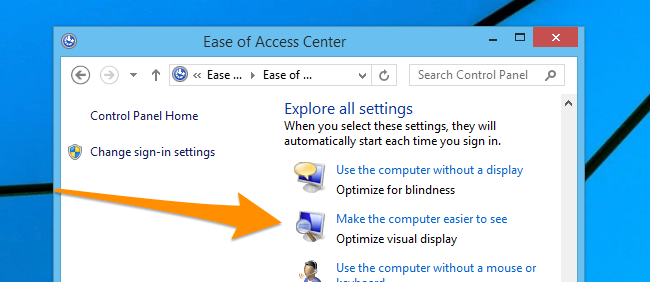 Ease of Access Center
« Ease ... Ease of ...
Search Control Panel
Control Panel Home
Change sign-in settings
Explore all settings
When you select these settings, they will
automatically start each time you sign in.
Use the computer without a display
Optimize for blindness
Make the computer easier to see
Optimize visual display
Use the computer without a mouse or
keyboard